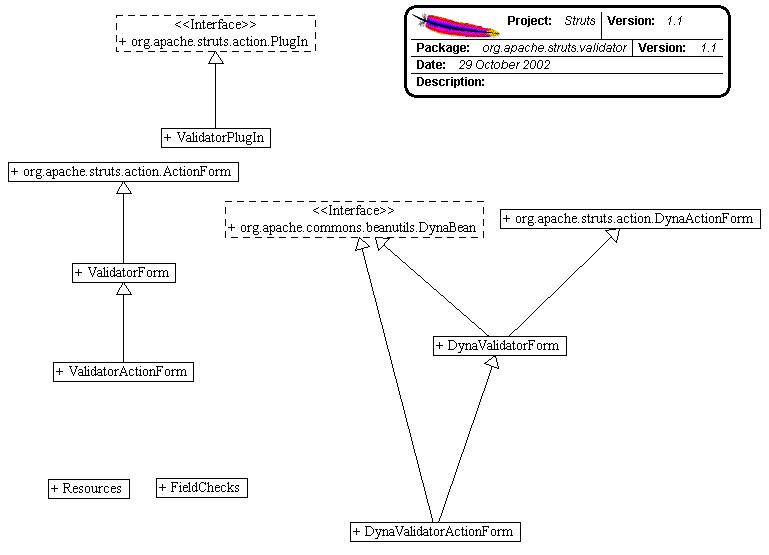 <<Interface>>
+ org.apache.struts.action.PlugIn
Project: Struts Version: 1.1
Package: org.apache.struts.validator Version: 1.1
Date: 29 October 2002
Description:
+ ValidatorPlugIn
+ org.apache.struts.action.ActionForm
<<Interface>>
+ org.apache.commons.beanutils.DynaBean
+ org.apache.struts.action.DynaActionForm
+ ValidatorForm
+ DynaValidatorForm
+ ValidatorActionForm
+ Resources
+ FieldChecks
+ DynaValidatorActionForm